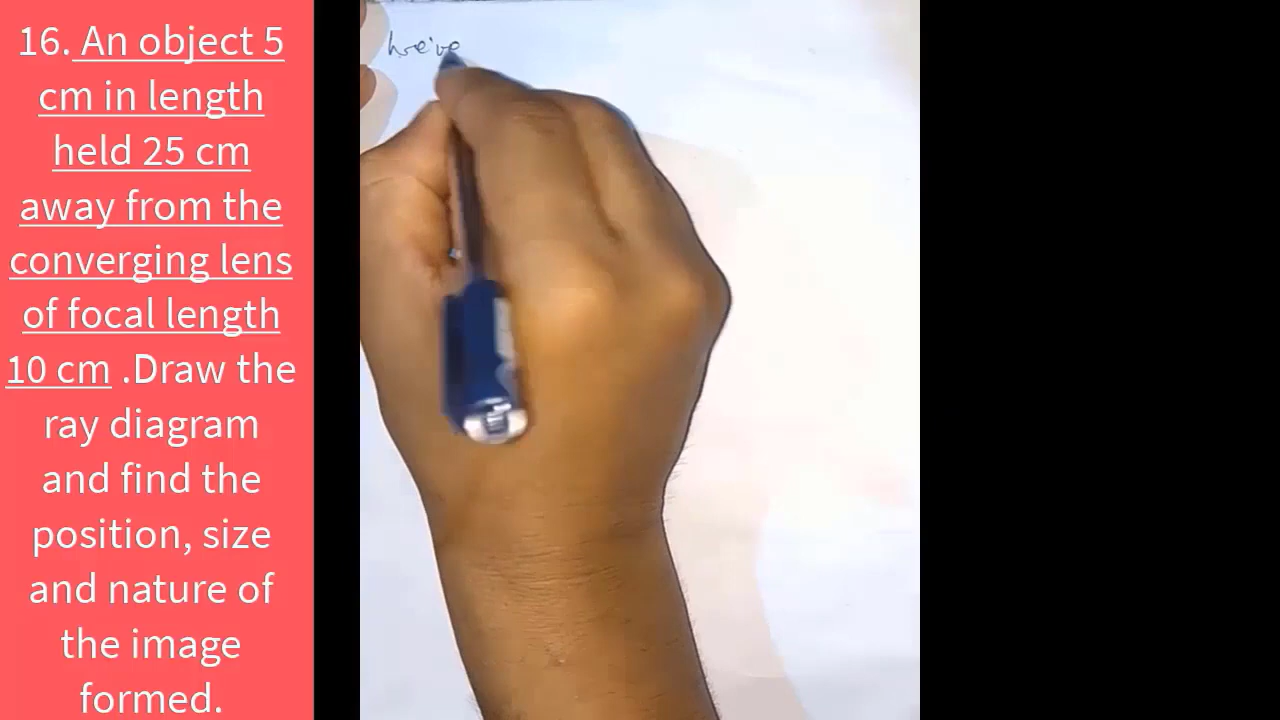 16. An object 5
cm in length
held 25 cm
away from the
converging lens
of focal length
10 cm .Draw the
ray diagram
and find the
position, size
and nature of
the image
formed.